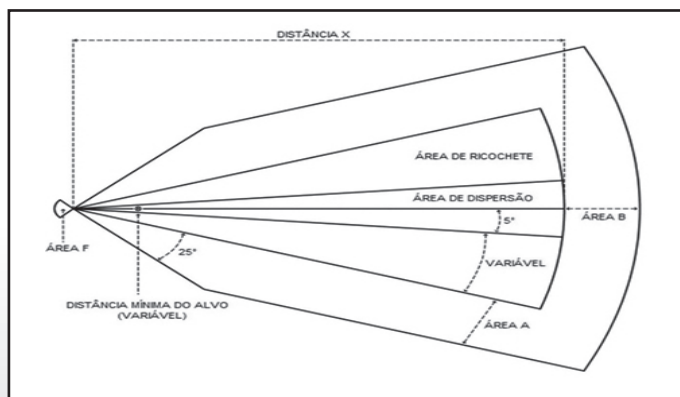 DISTÂNCIA X
ÁREA DE RICOCHETE
ÁREA DE DISPERSÃO
5°
ÁREA B
ÁREA F
25°
VARIÁVEL
DISTÂNCIA MÍNIMA DO ALVO
(VARIÁVEL)
ÁREA A